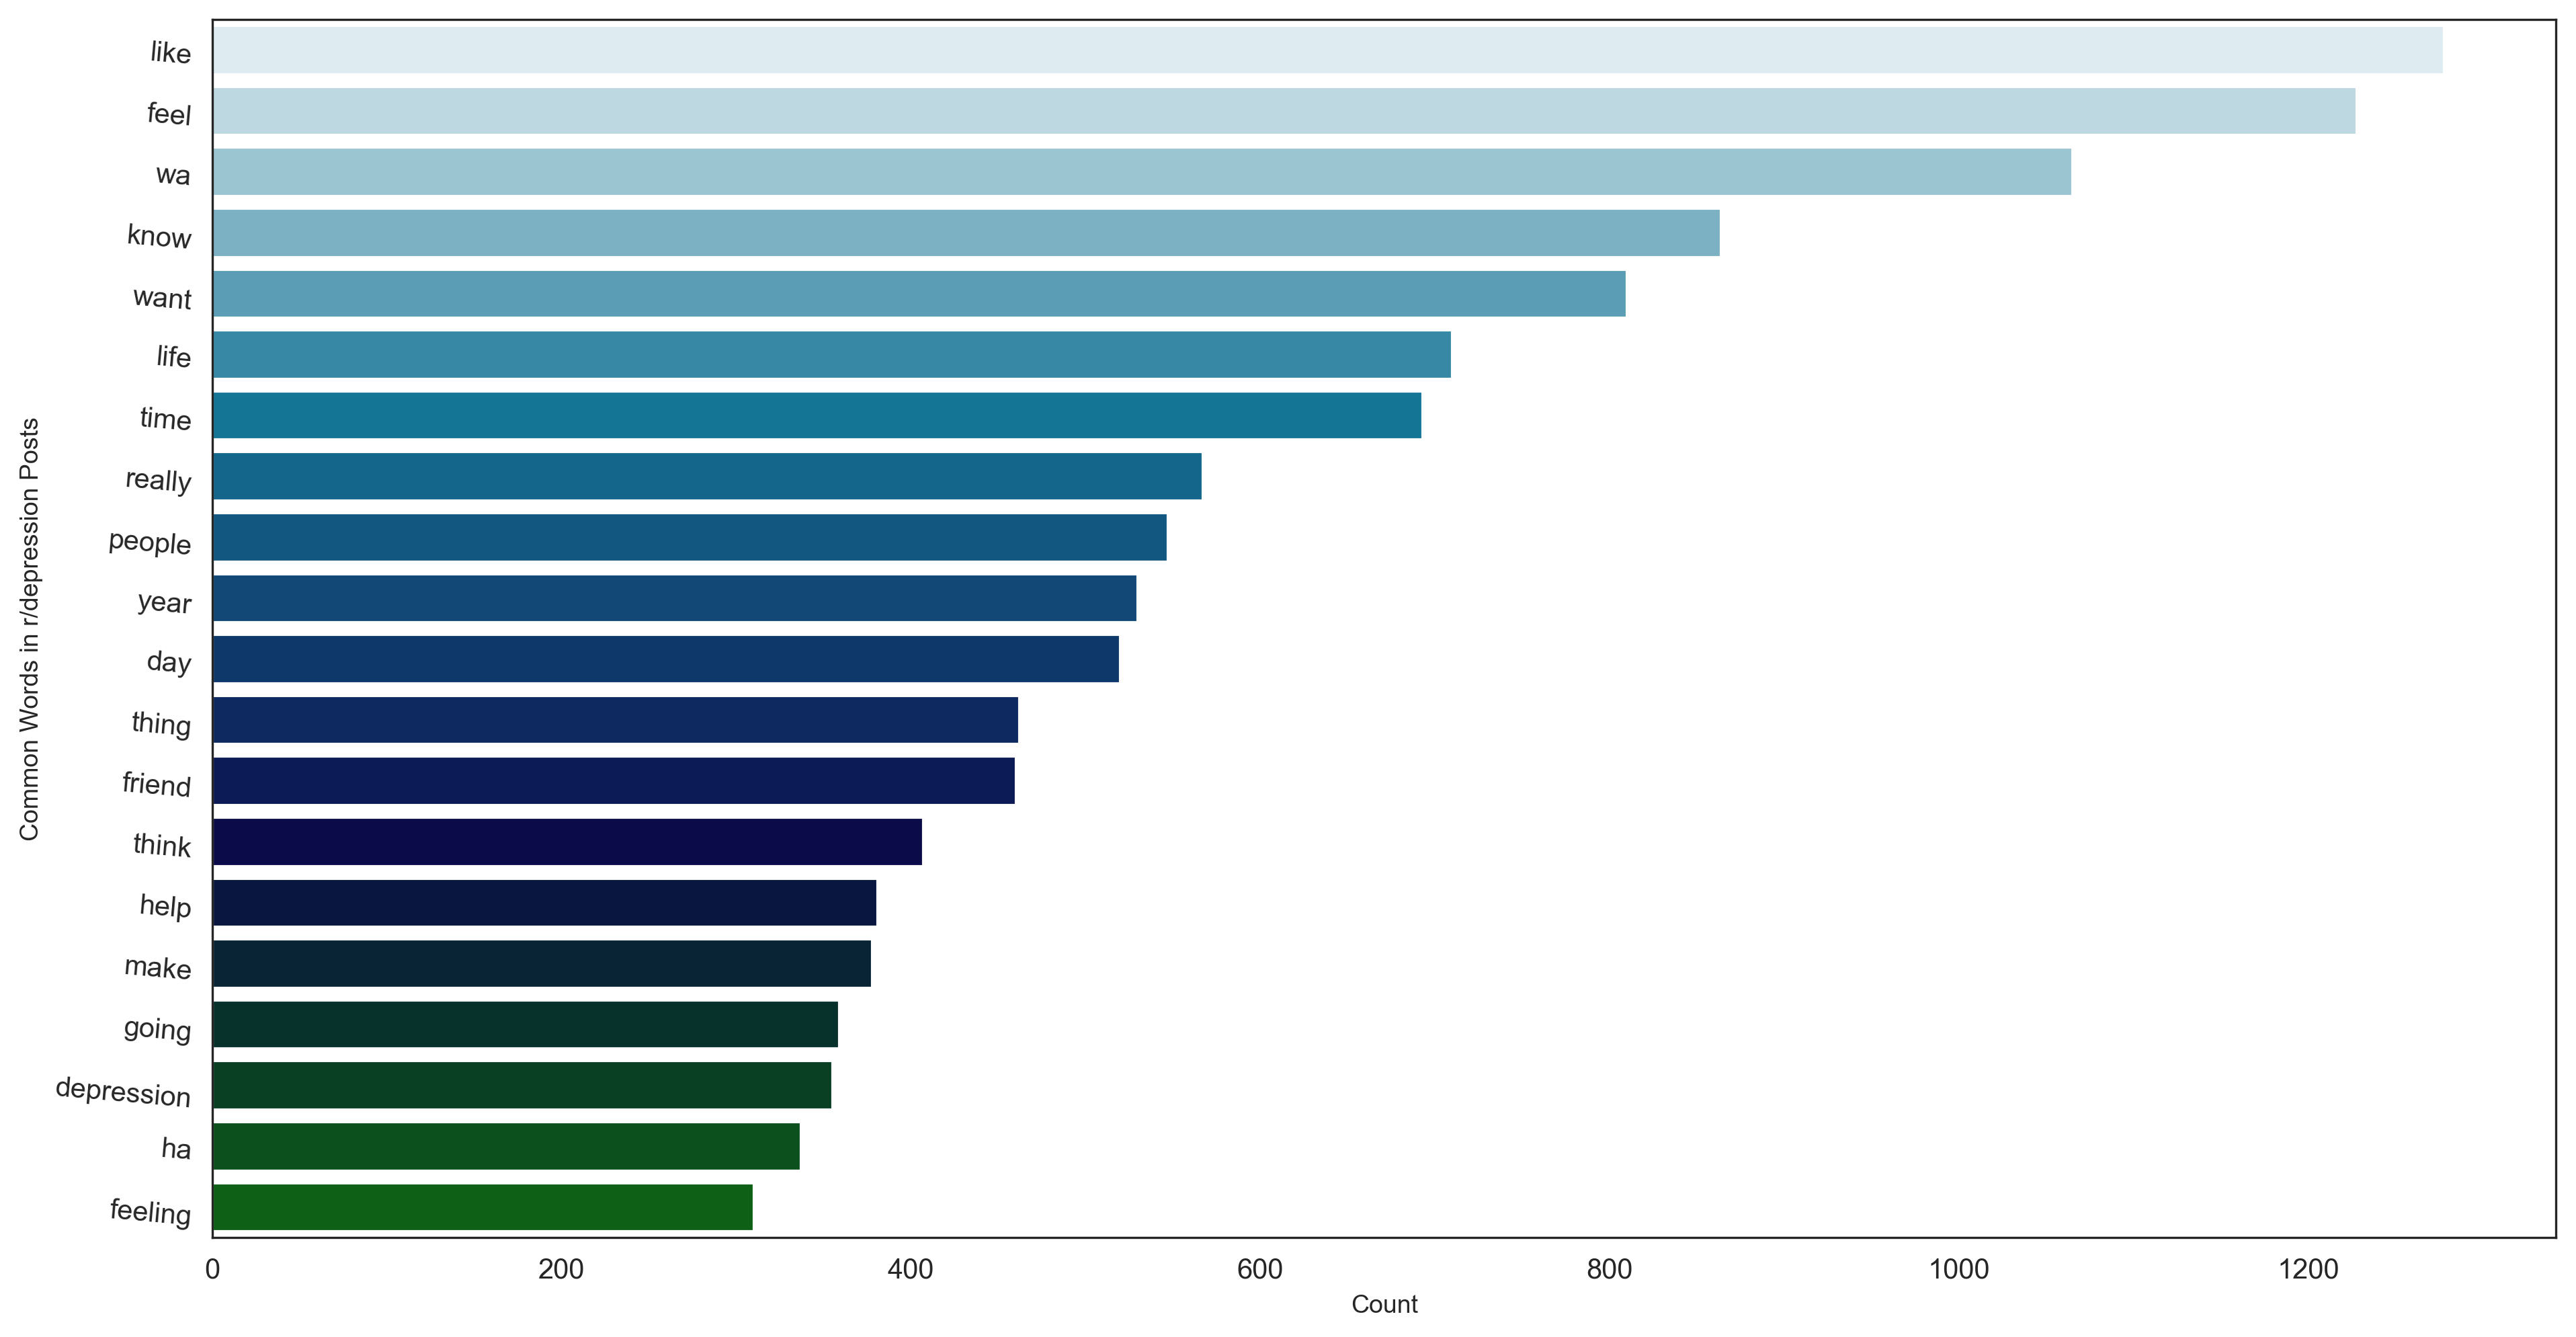 like
feel
wa
know
want
life
time
really
people
year
day
thing
friend
think
help
make
going
depression
ha
feeling
Common Words in r/depression Posts
0 200 400 600 800 1000 1200
Count